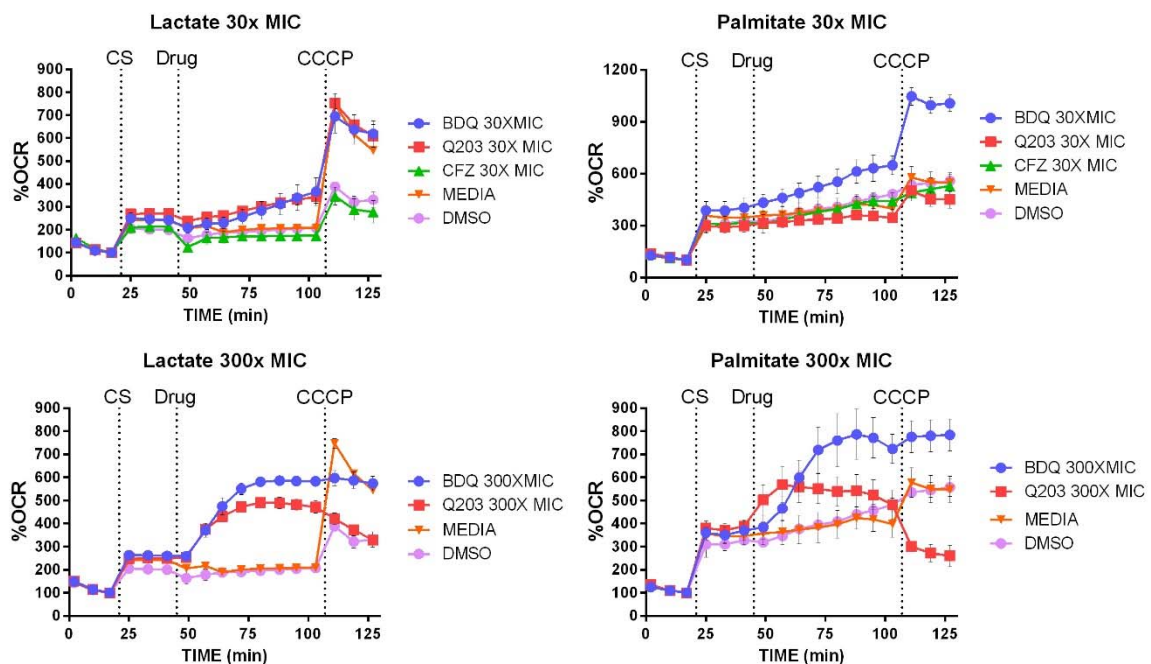 Lactate 30x MIC
CS Drug CCCP
900
800
700
600
500
400
300
200
100
0
%OCR
0 25 50 75 100 125
TIME (min)
BDQ 30XMIC
Q203 30X MIC
CFZ 30X MIC
MEDIA
DMSO
Palmitate 30x MIC
CS Drug CCCP
1200
900
600
300
0
%OCR
0 25 50 75 100 125
TIME (min)
BDQ 30XMIC
Q203 30X MIC
CFZ 30X MIC
MEDIA
DMSO
Lactate 300x MIC
CS Drug CCCP
900
800
700
600
500
400
300
200
100
0
%OCR
0 25 50 75 100 125
TIME (min)
BDQ 300XMIC
Q203 300X MIC
MEDIA
DMSO
Palmitate 300x MIC
CS Drug CCCP
900
800
700
600
500
400
300
200
100
0
%OCR
0 25 50 75 100 125
TIME (min)
BDQ 300XMIC
Q203 300X MIC
MEDIA
DMSO